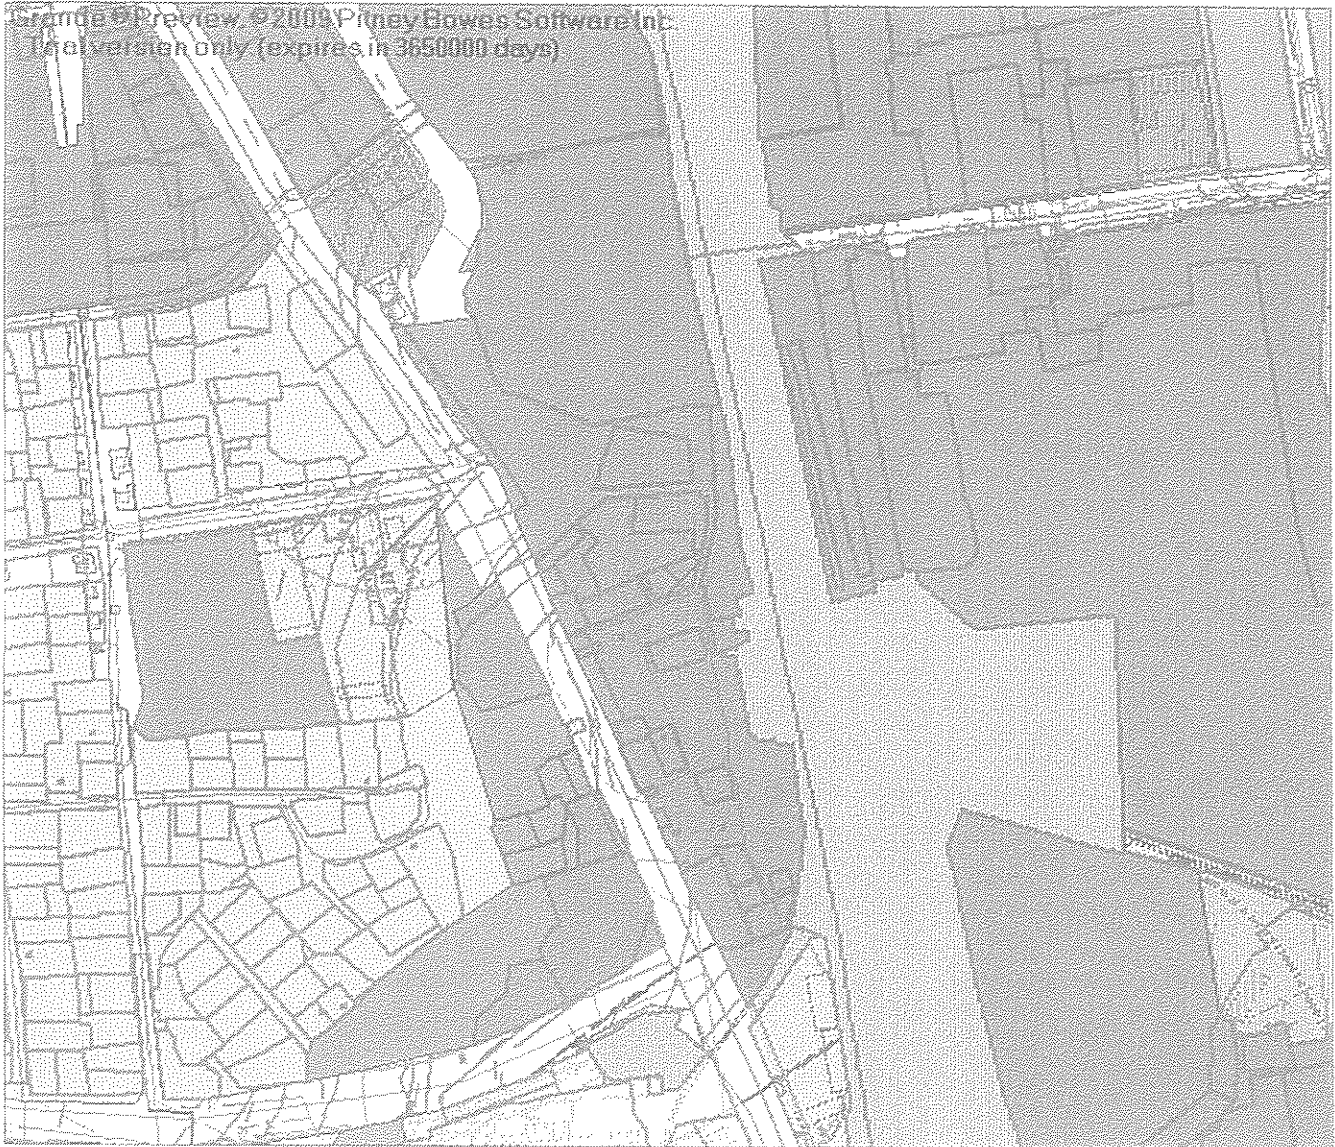 Grande @ Preview. ©2009 Pitney Bowes Software Inc
Trial version only (expires in 3650000 days)